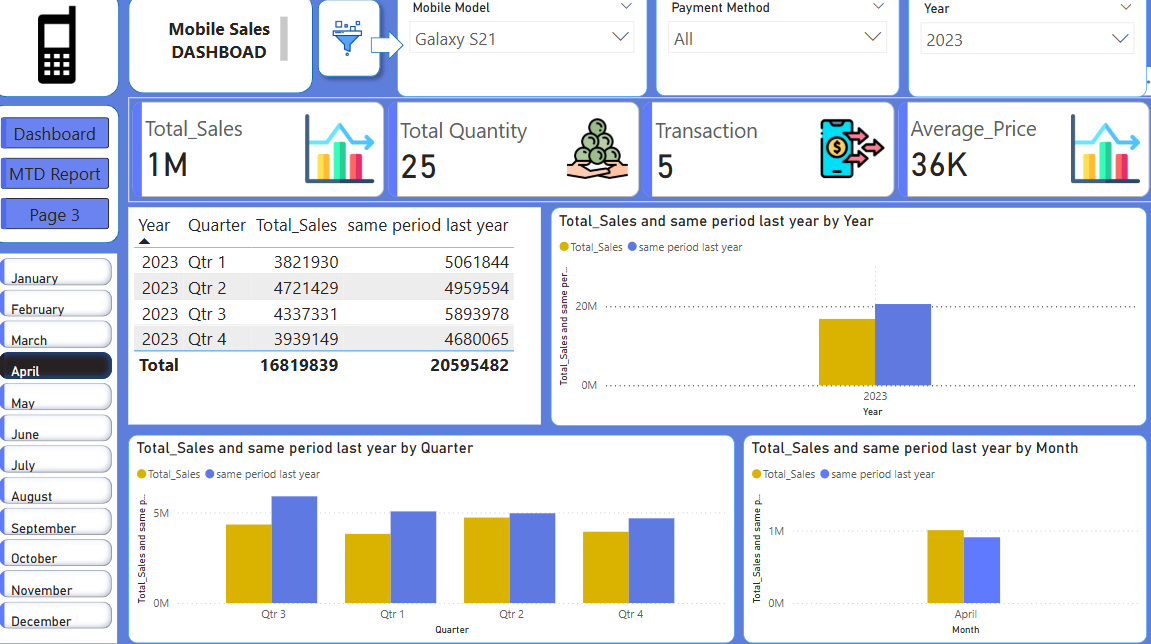 Mobile Sales
DASHBOAD
Mobile Model
Galaxy S21
Payment Method
All
Year
2023
Dashboard
MTD Report
Page 3
Total_Sales
1M
Total Quantity
25
Transaction
5
Average_Price
36K
January
February
March
April
May
June
July
August
September
October
November
December
Year Quarter Total_Sales same period last year
2023 Qtr 1 3821930 5061844
2023 Qtr 2 4721429 4959594
2023 Qtr 3 4337331 5893978
2023 Qtr 4 3939149 4680065
Total 16819839 20595482
Total_Sales and same period last year by Year
Total_Sales same period last year
Total_Sales and same per...
20M
0M
2023
Year
Total_Sales and same period last year by Quarter
Total_Sales same period last year
Total_Sales and same p...
5M
0M
Qtr 3 Qtr 1 Qtr 2 Qtr 4
Quarter
Total_Sales and same period last year by Month
Total_Sales same period last year
Total_Sales and same p...
1M
0M
April
Month